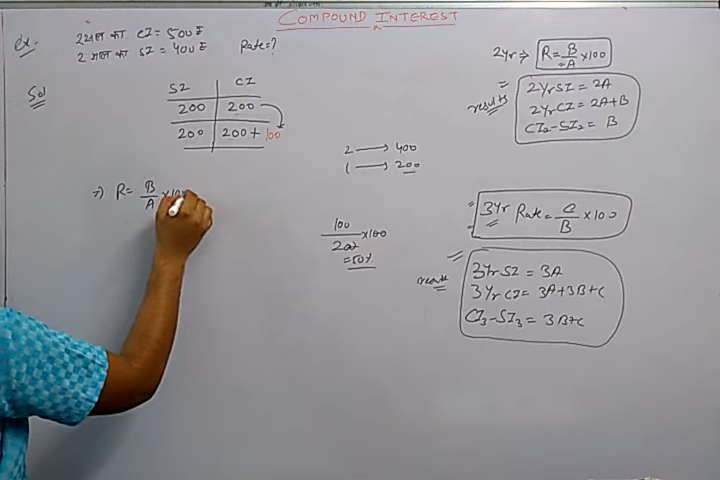 COMPOUND INTEREST
Ex.
2 साल का CI = 500₹
2 साल का SI = 400₹ Rate = ?
Sol
SI CI
200 200
200 200 + 100
⇒ R = B/A × 100
2 → 400
1 → 200
100/200 × 100
= 50%
2Yr ⇒ R = B/A × 100
results
2Yr SI = 2A
2Yr CI = 2A + B
CI2 - SI2 = B
3Yr Rate = C/B × 100
3Yr SI = 3A
3Yr CI = 3A + 3B + C
CI3 - SI3 = 3B + C